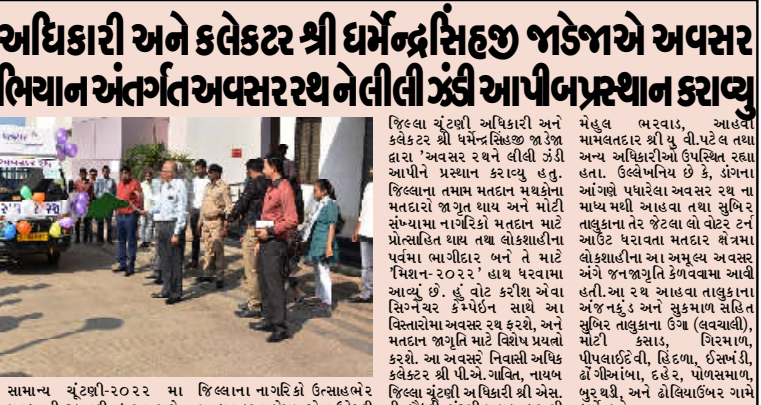 અધિકારી અને કલેકટર શ્રી ધર્મેન્દ્રસિંહજી જાડેજાએ અવસર
ભિયાન અંતર્ગત અવસર રથ ને લીલી ઝંડી આપી બપ્રસ્થાન કરાવ્યુ
જિલ્લા ચૂંટણી અધિકારી અને
કલેકટર શ્રી ધર્મેન્દ્રસિંહજી જાડેજા
દ્વારા 'અવસર રથને લીલી ઝંડી
આપીને પ્રસ્થાન કરાવ્યુ હતુ.
જિલ્લાના તમામ મતદાન મથકોના
મતદારો જાગૃત થાય અને મોટી
સંખ્યામા નાગરિકો મતદાન માટે
પ્રોત્સાહિત થાય તથા લોકશાહીના
પર્વમા ભાગીદાર બને તે માટે
'મિશન-૨૦૨૨' હાથ ધરવામા
આવ્યું છે. હું વોટ કરીશ એવા
સિગ્નેચર કેમ્પેઇન સાથે આ
વિસ્તારોમા અવસર રથ ફરશે, અને
મતદાન જાગૃતિ માટે વિશેષ પ્રયત્નો
કરશે. આ અવસરે નિવાસી અધિક
કલેક્ટર શ્રી પી.એ.ગાવિત, નાયબ
જિલ્લા ચૂંટણી અધિકારી શ્રી એસ.
મેહુલ ભરવાડ, આહવા
મામલતદાર શ્રી યુ વી.પટેલ તથા
અન્ય અધિકારીઓ ઉપસ્થિત રહ્યા
હતા. ઉલ્લેખનિય છે કે, ડાંગના
આંગણે પધારેલા અવસર રથ ના
માધ્યમથી આહવા તથા સુબિર
તાલુકાના તેર જેટલા લો વોટર ટર્ન
આઉટ ધરાવતા મતદાર ક્ષેત્રમા
લોકશાહીના આ અમૂલ્ય અવસર
અંગે જનજાગૃતિ કેળવવામા આવી
હતી.આ રથ આહવા તાલુકાના
અંજનકુંડ અને સુકમાળ સહિત
સુબિર તાલુકાના ઉગા (લવચાલી),
મોટી કસાડ, ગિરમાળ,
પીપલાઈદેવી, હિંદળા, ઈસખંડી,
ઢોંગીઆંબા, દહેર, પોળસમાળ,
બુરથડી, અને ઢોલિયાઉંબર ગામે
સામાન્ય ચૂંટણી-૨૦૨૨ મા જિલ્લાના નાગરિકો ઉત્સાહભેર